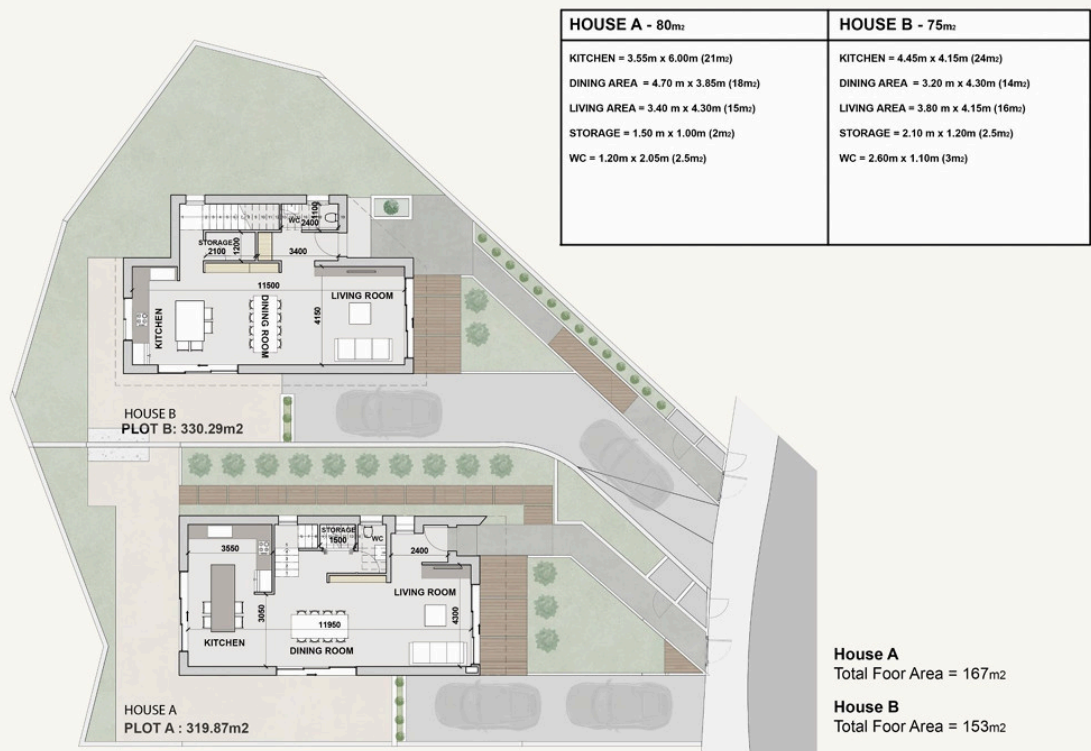 HOUSE A - 80m2
KITCHEN = 3.55m x 6.00m (21m2)
DINING AREA = 4.70 m x 3.85m (18m2)
LIVING AREA = 3.40 m x 4.30m (15m2)
STORAGE = 1.50 m x 1.00m (2m2)
WC = 1.20m x 2.05m (2.5m2)
HOUSE B - 75m2
KITCHEN = 4.45m x 4.15m (24m2)
DINING AREA = 3.20 m x 4.30m (14m2)
LIVING AREA = 3.80 m x 4.15m (16m2)
STORAGE = 2.10 m x 1.20m (2.5m2)
WC = 2.60m x 1.10m (3m2)
WC
1100
2400
STORAGE
2100
1200
3400
11500
LIVING ROOM
KITCHEN
DINING ROOM
4150
HOUSE B
PLOT B: 330.29m2
STORAGE
1500
WC
3550
2400
LIVING ROOM
3050
4300
11950
KITCHEN
DINING ROOM
HOUSE A
PLOT A : 319.87m2
House A
Total Foor Area = 167m2
House B
Total Foor Area = 153m2